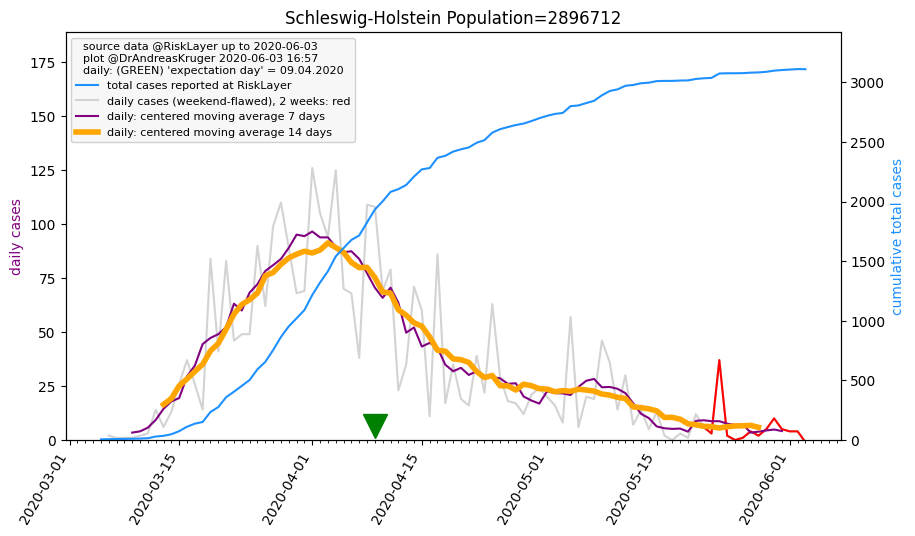 Schleswig-Holstein Population=2896712
source data @RiskLayer up to 2020-06-03
plot @DrAndreasKruger 2020-06-03 16:57
daily: (GREEN) 'expectation day' = 09.04.2020
total cases reported at RiskLayer
daily cases (weekend-flawed), 2 weeks: red
daily: centered moving average 7 days
daily: centered moving average 14 days
daily cases
175
150
125
100
75
50
25
0
cumulative total cases
3000
2500
2000
1500
1000
500
0
2020-03-01
2020-03-15
2020-04-01
2020-04-15
2020-05-01
2020-05-15
2020-06-01